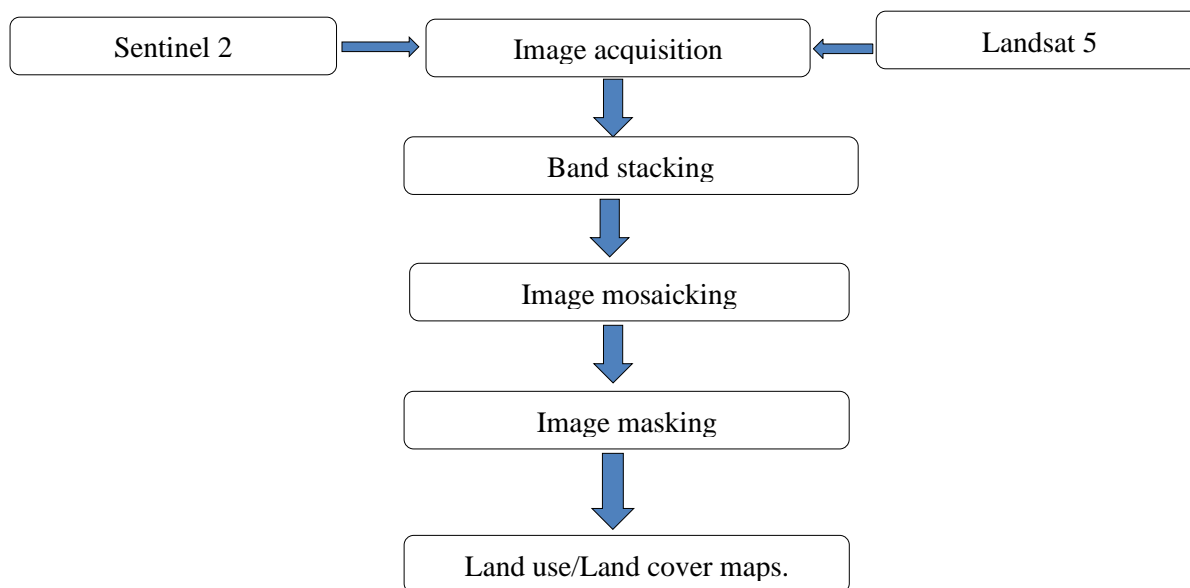 Sentinel 2
Image acquisition
Landsat 5
Band stacking
Image mosaicking
Image masking
Land use/Land cover maps.